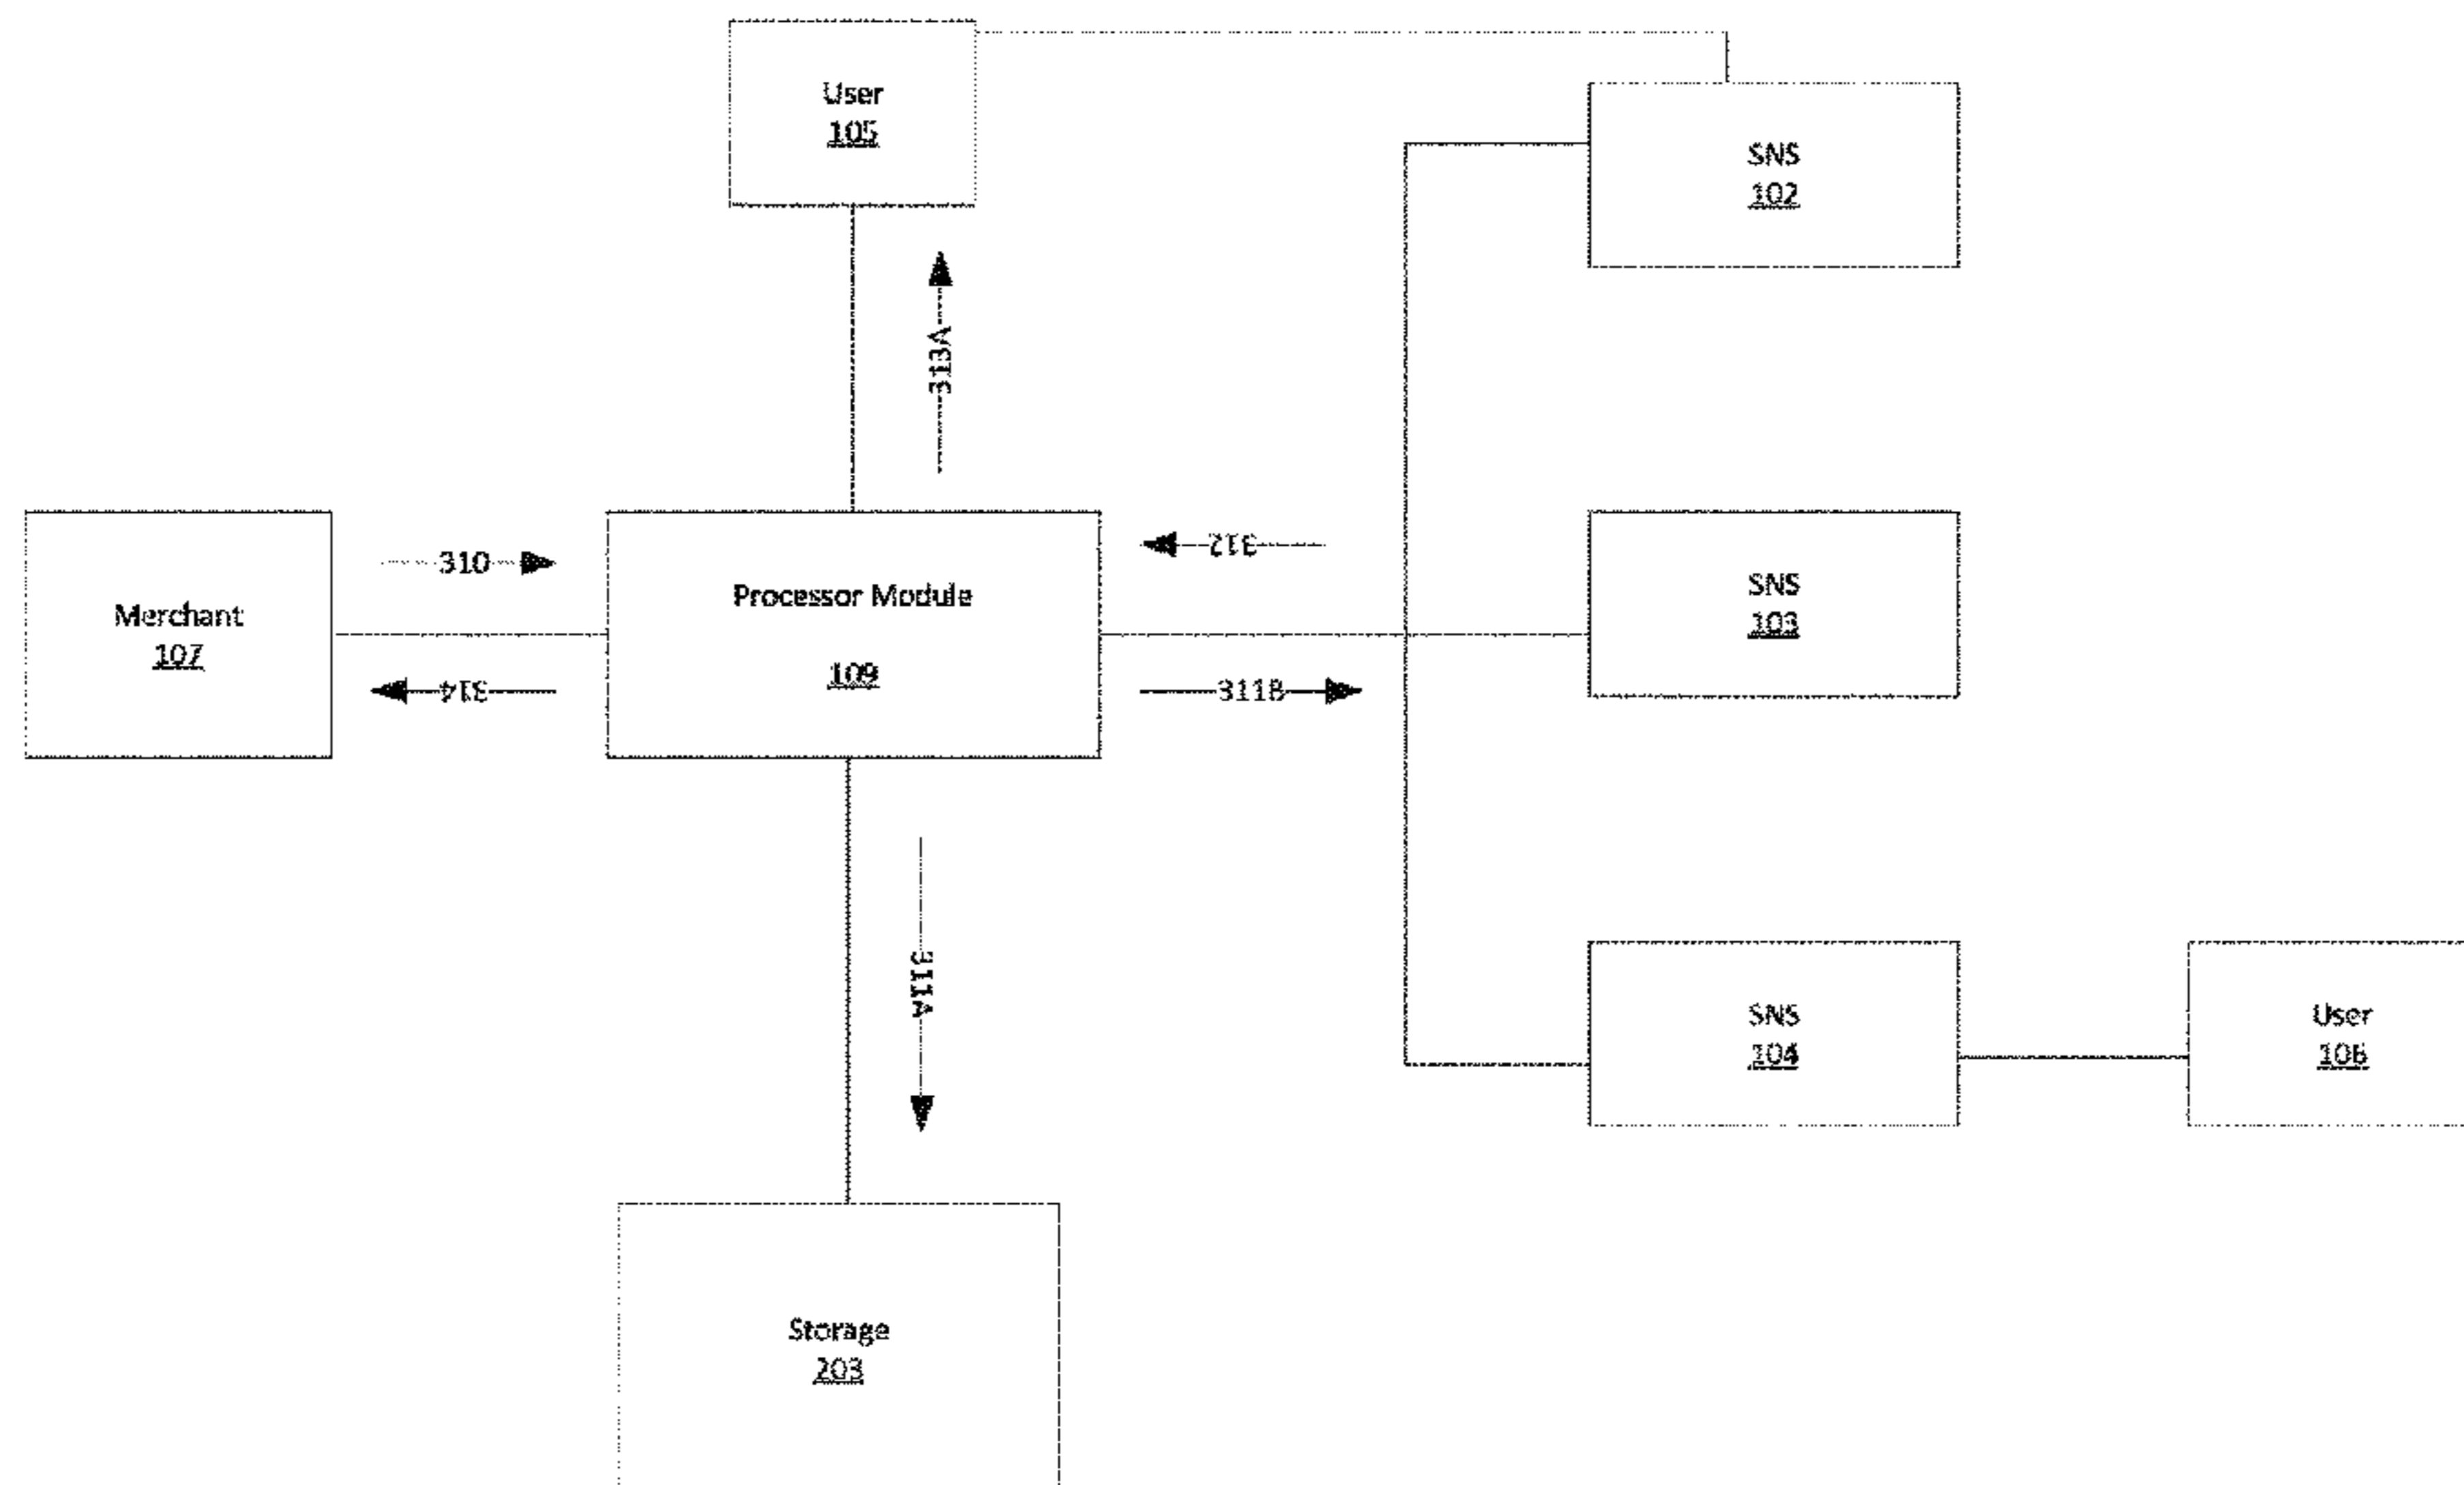 User
105
SNS
102
313A
312
310
Merchant
107
Processor Module
109
SNS
103
314
311B
311A
SNS
104
User
106
Storage
203